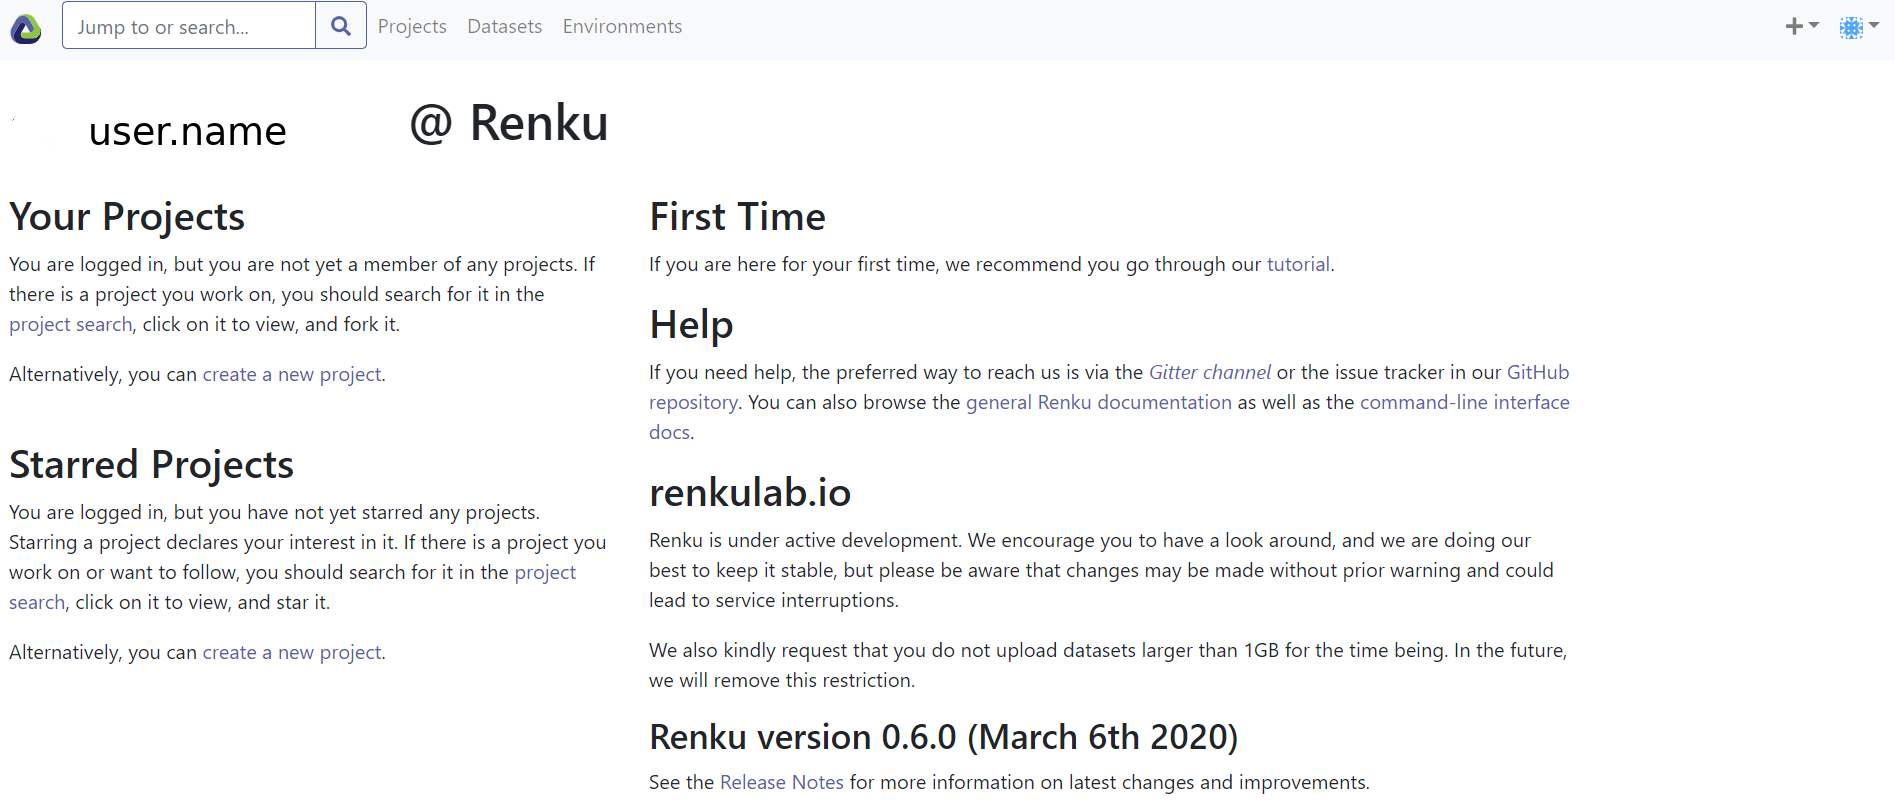 Jump to or search...
Projects
Datasets
Environments
user.name @ Renku
Your Projects
You are logged in, but you are not yet a member of any projects. If
there is a project you work on, you should search for it in the
project search, click on it to view, and fork it.
Alternatively, you can create a new project.
Starred Projects
You are logged in, but you have not yet starred any projects.
Starring a project declares your interest in it. If there is a project you
work on or want to follow, you should search for it in the project
search, click on it to view, and star it.
Alternatively, you can create a new project.
First Time
If you are here for your first time, we recommend you go through our tutorial.
Help
If you need help, the preferred way to reach us is via the Gitter channel or the issue tracker in our GitHub
repository. You can also browse the general Renku documentation as well as the command-line interface
docs.
renkulab.io
Renku is under active development. We encourage you to have a look around, and we are doing our
best to keep it stable, but please be aware that changes may be made without prior warning and could
lead to service interruptions.
We also kindly request that you do not upload datasets larger than 1GB for the time being. In the future,
we will remove this restriction.
Renku version 0.6.0 (March 6th 2020)
See the Release Notes for more information on latest changes and improvements.